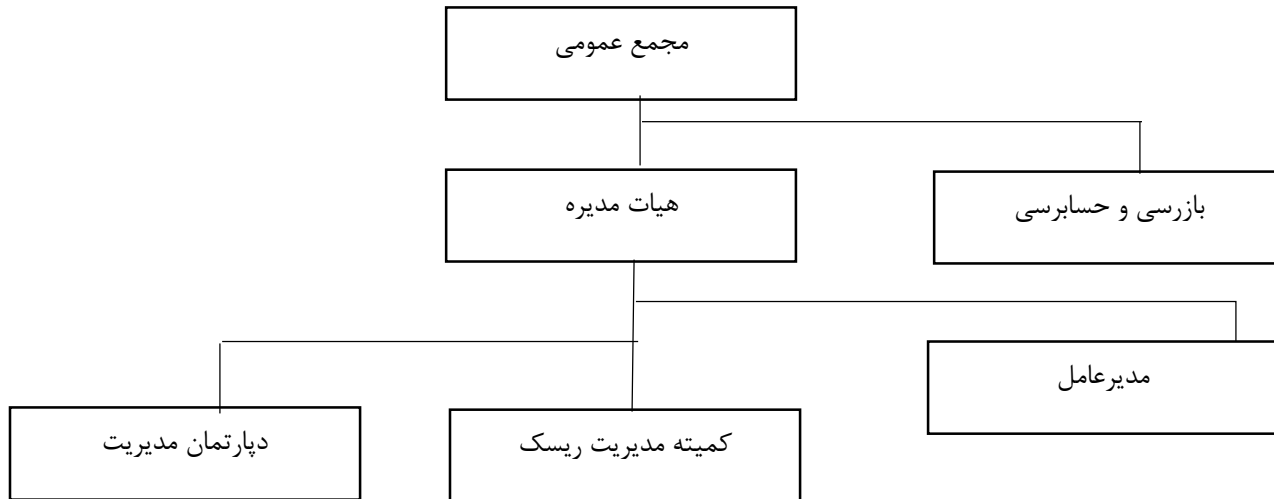 مجمع عمومی
هیات مدیره
بازرسی و حسابرسی
مدیرعامل
کمیته مدیریت ریسک
دپارتمان مدیریت